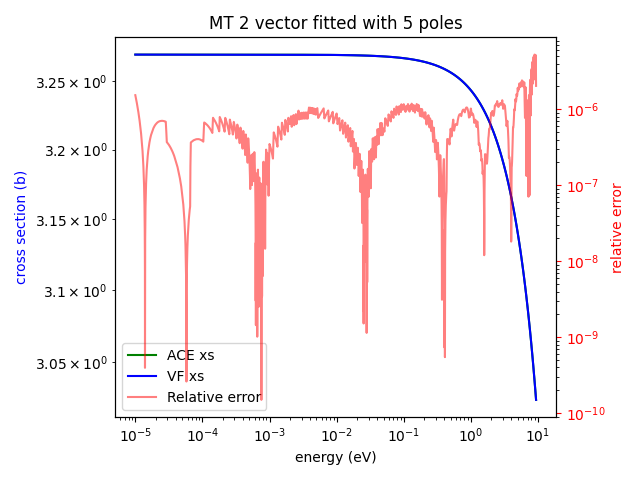 MT 2 vector fitted with 5 poles
cross section (b)
3.25 × 10⁰
3.2 × 10⁰
3.15 × 10⁰
3.1 × 10⁰
3.05 × 10⁰
10⁻⁶
10⁻⁷
10⁻⁸
10⁻⁹
10⁻¹⁰
relative error
ACE xs
VF xs
Relative error
10⁻⁵ 10⁻⁴ 10⁻³ 10⁻² 10⁻¹ 10⁰ 10¹
energy (eV)